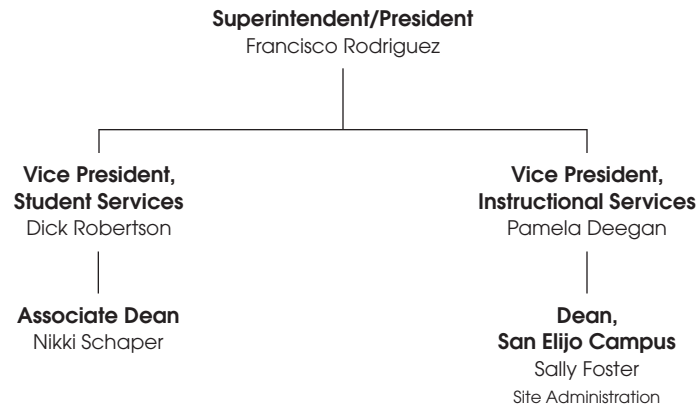 Superintendent/President
Francisco Rodriguez
Vice President,
Student Services
Dick Robertson
Vice President,
Instructional Services
Pamela Deegan
Associate Dean
Nikki Schaper
Dean,
San Elijo Campus
Sally Foster
Site Administration